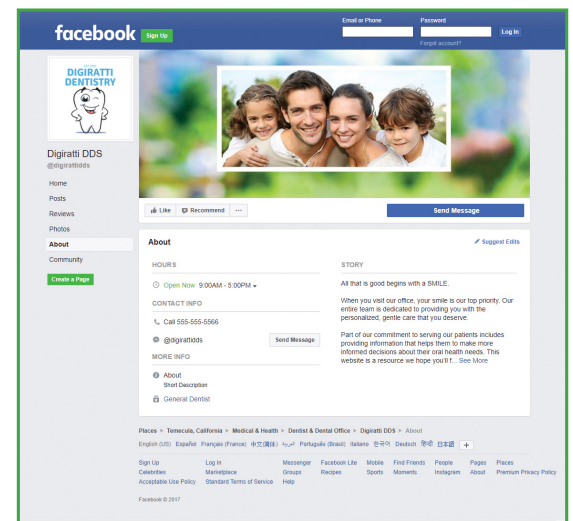 facebook
Sign Up
Email or Phone
Password
Log In
Forgot account?
DIGIRATTI
DENTISTRY
Digiratti DDS
@digirattidds
Home
Posts
Reviews
Photos
About
Community
Create a Page
Like
Recommend
Send Message
About
Suggest Edits
HOURS
Open Now 9:00AM - 5:00PM
CONTACT INFO
Call 555-555-5566
@digirattidds
Send Message
MORE INFO
About
Short Description
General Dentist
STORY
All that is good begins with a SMILE.
When you visit our office, your smile is our top priority. Our
entire team is dedicated to providing you with the
personalized, gentle care that you deserve.
Part of our commitment to serving our patients includes
providing information that helps them to make more
informed decisions about their oral health needs. This
website is a resource we hope you'll f... See More
Places > Temecula, California > Medical & Health > Dentist & Dental Office > Digiratti DDS > About
English (US) Español Français (France) 中文(简体) العربية Português (Brasil) Italiano 한국어 Deutsch हिन्दी 日本語 +
Sign Up Log In Messenger Facebook Lite Mobile Find Friends People Pages Places
Celebrities Marketplace Groups Recipes Sports Moments Instagram About Premium Privacy Policy
Acceptable Use Policy Standard Terms of Service Help
Facebook © 2017